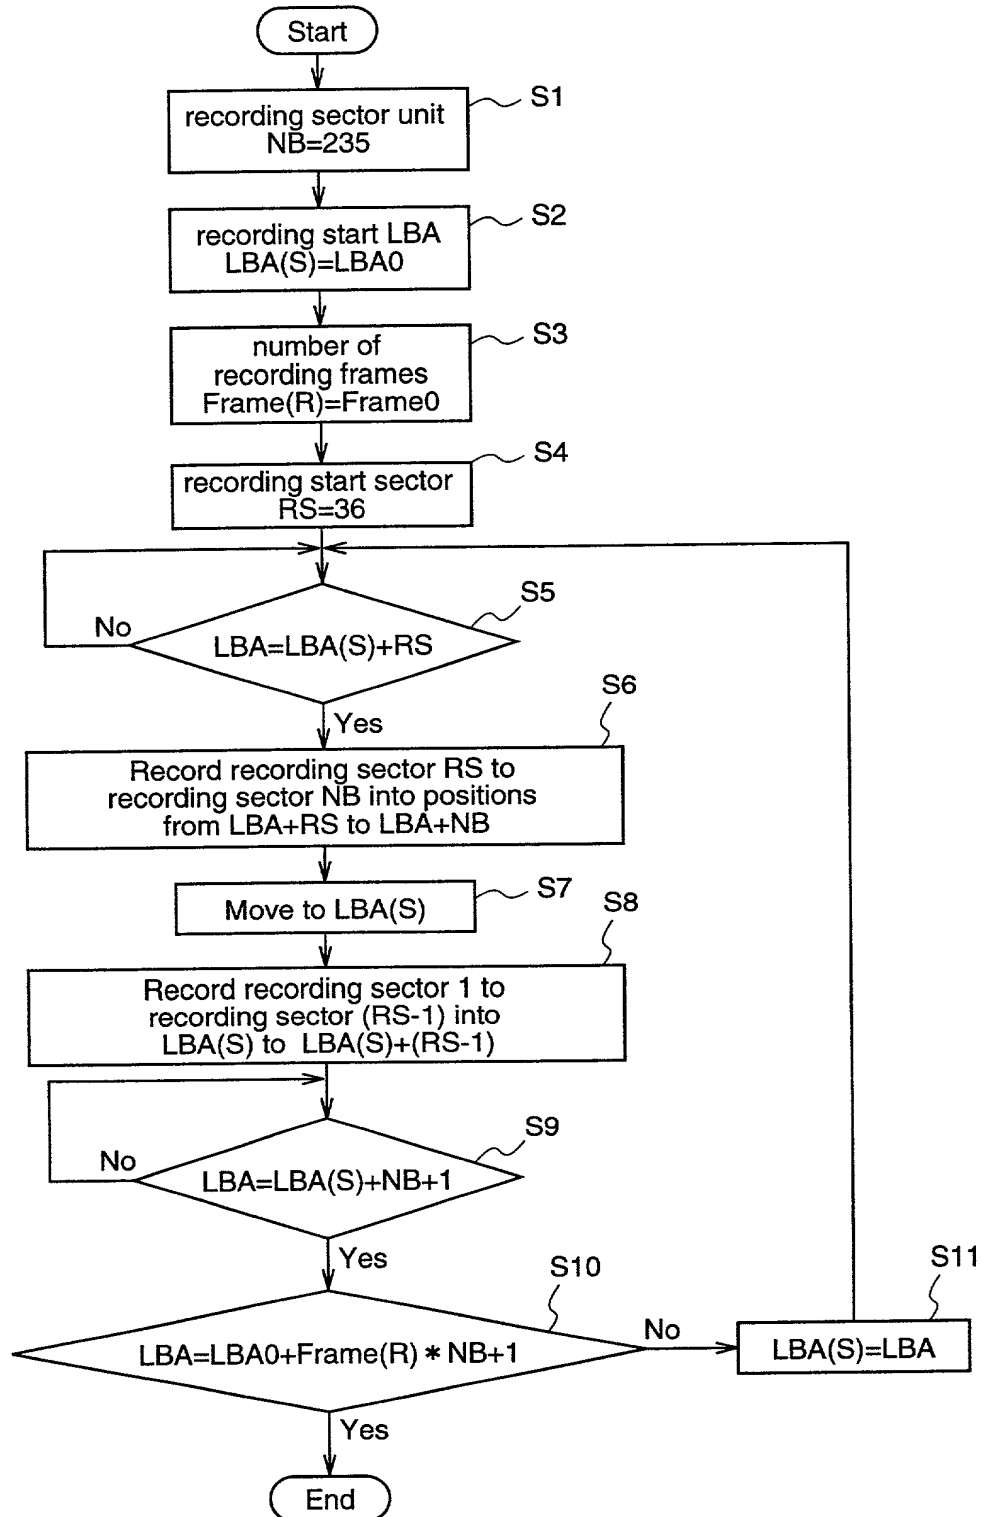 Start
recording sector unit
NB=235
S1
recording start LBA
LBA(S)=LBA0
S2
number of
recording frames
Frame(R)=Frame0
S3
recording start sector
RS=36
S4
LBA=LBA(S)+RS
S5
No
Yes
S6
Record recording sector RS to
recording sector NB into positions
from LBA+RS to LBA+NB
Move to LBA(S)
S7
S8
Record recording sector 1 to
recording sector (RS-1) into
LBA(S) to LBA(S)+(RS-1)
LBA=LBA(S)+NB+1
S9
No
Yes
LBA=LBA0+Frame(R)*NB+1
S10
No
S11
LBA(S)=LBA
Yes
End